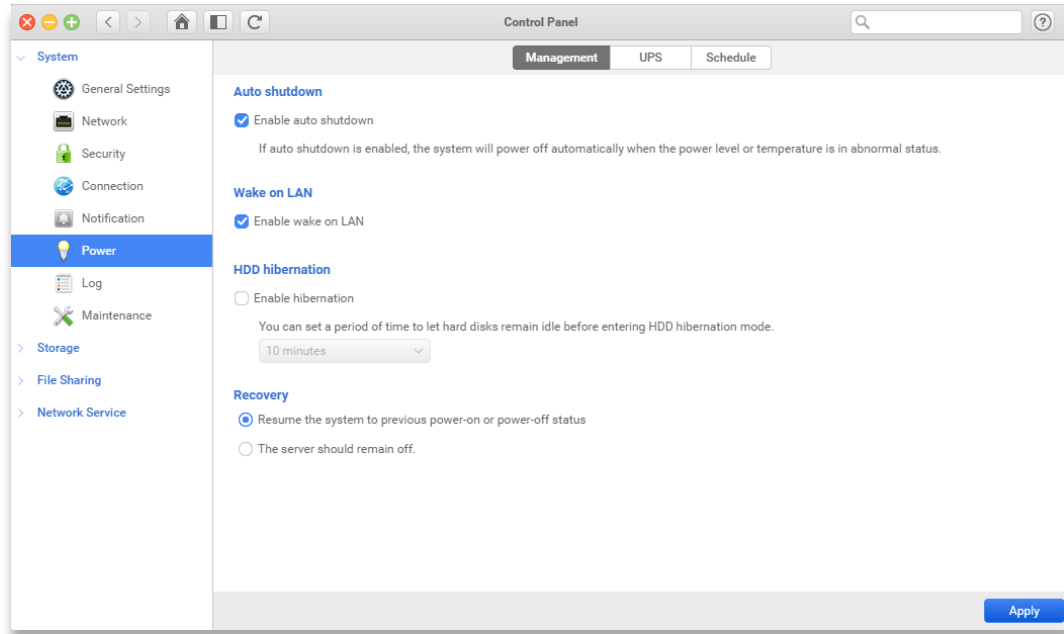 Control Panel
System
General Settings
Network
Security
Connection
Notification
Power
Log
Maintenance
Storage
File Sharing
Network Service
Management UPS Schedule
Auto shutdown
Enable auto shutdown
If auto shutdown is enabled, the system will power off automatically when the power level or temperature is in abnormal status.
Wake on LAN
Enable wake on LAN
HDD hibernation
Enable hibernation
You can set a period of time to let hard disks remain idle before entering HDD hibernation mode.
10 minutes
Recovery
Resume the system to previous power-on or power-off status
The server should remain off.
Apply